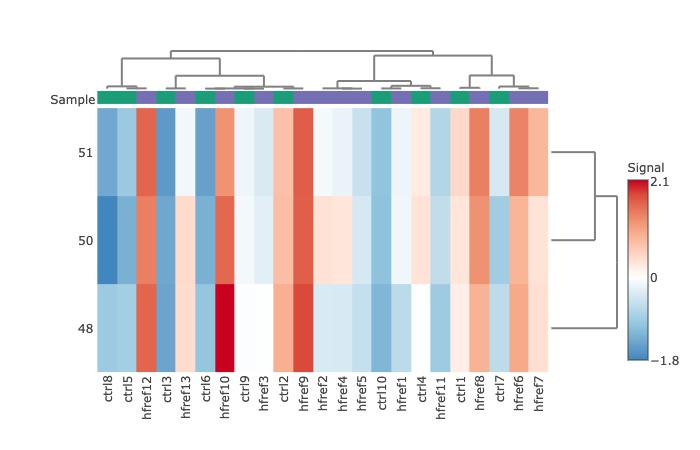 Sample
51
50
48
Signal
2.1
0
−1.8
ctrl8
ctrl5
hfref12
ctrl3
hfref13
ctrl6
hfref10
ctrl9
hfref3
ctrl2
hfref9
hfref2
hfref4
hfref5
ctrl10
hfref1
ctrl4
hfref11
ctrl1
hfref8
ctrl7
hfref6
hfref7